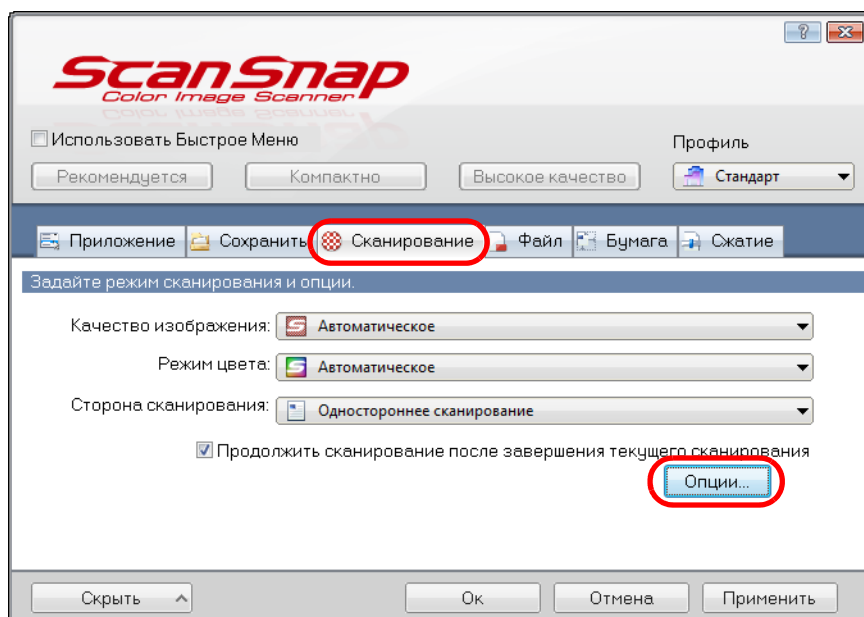 ScanSnap
Color Image Scanner
Использовать Быстрое Меню
Профиль
Рекомендуется Компактно Высокое качество Стандарт
Приложение Сохранить Сканирование Файл Бумага Сжатие
Задайте режим сканирования и опции.
Качество изображения: Автоматическое
Режим цвета: Автоматическое
Сторона сканирования: Одностороннее сканирование
Продолжить сканирование после завершения текущего сканирования
Опции...
Скрыть Ок Отмена Применить